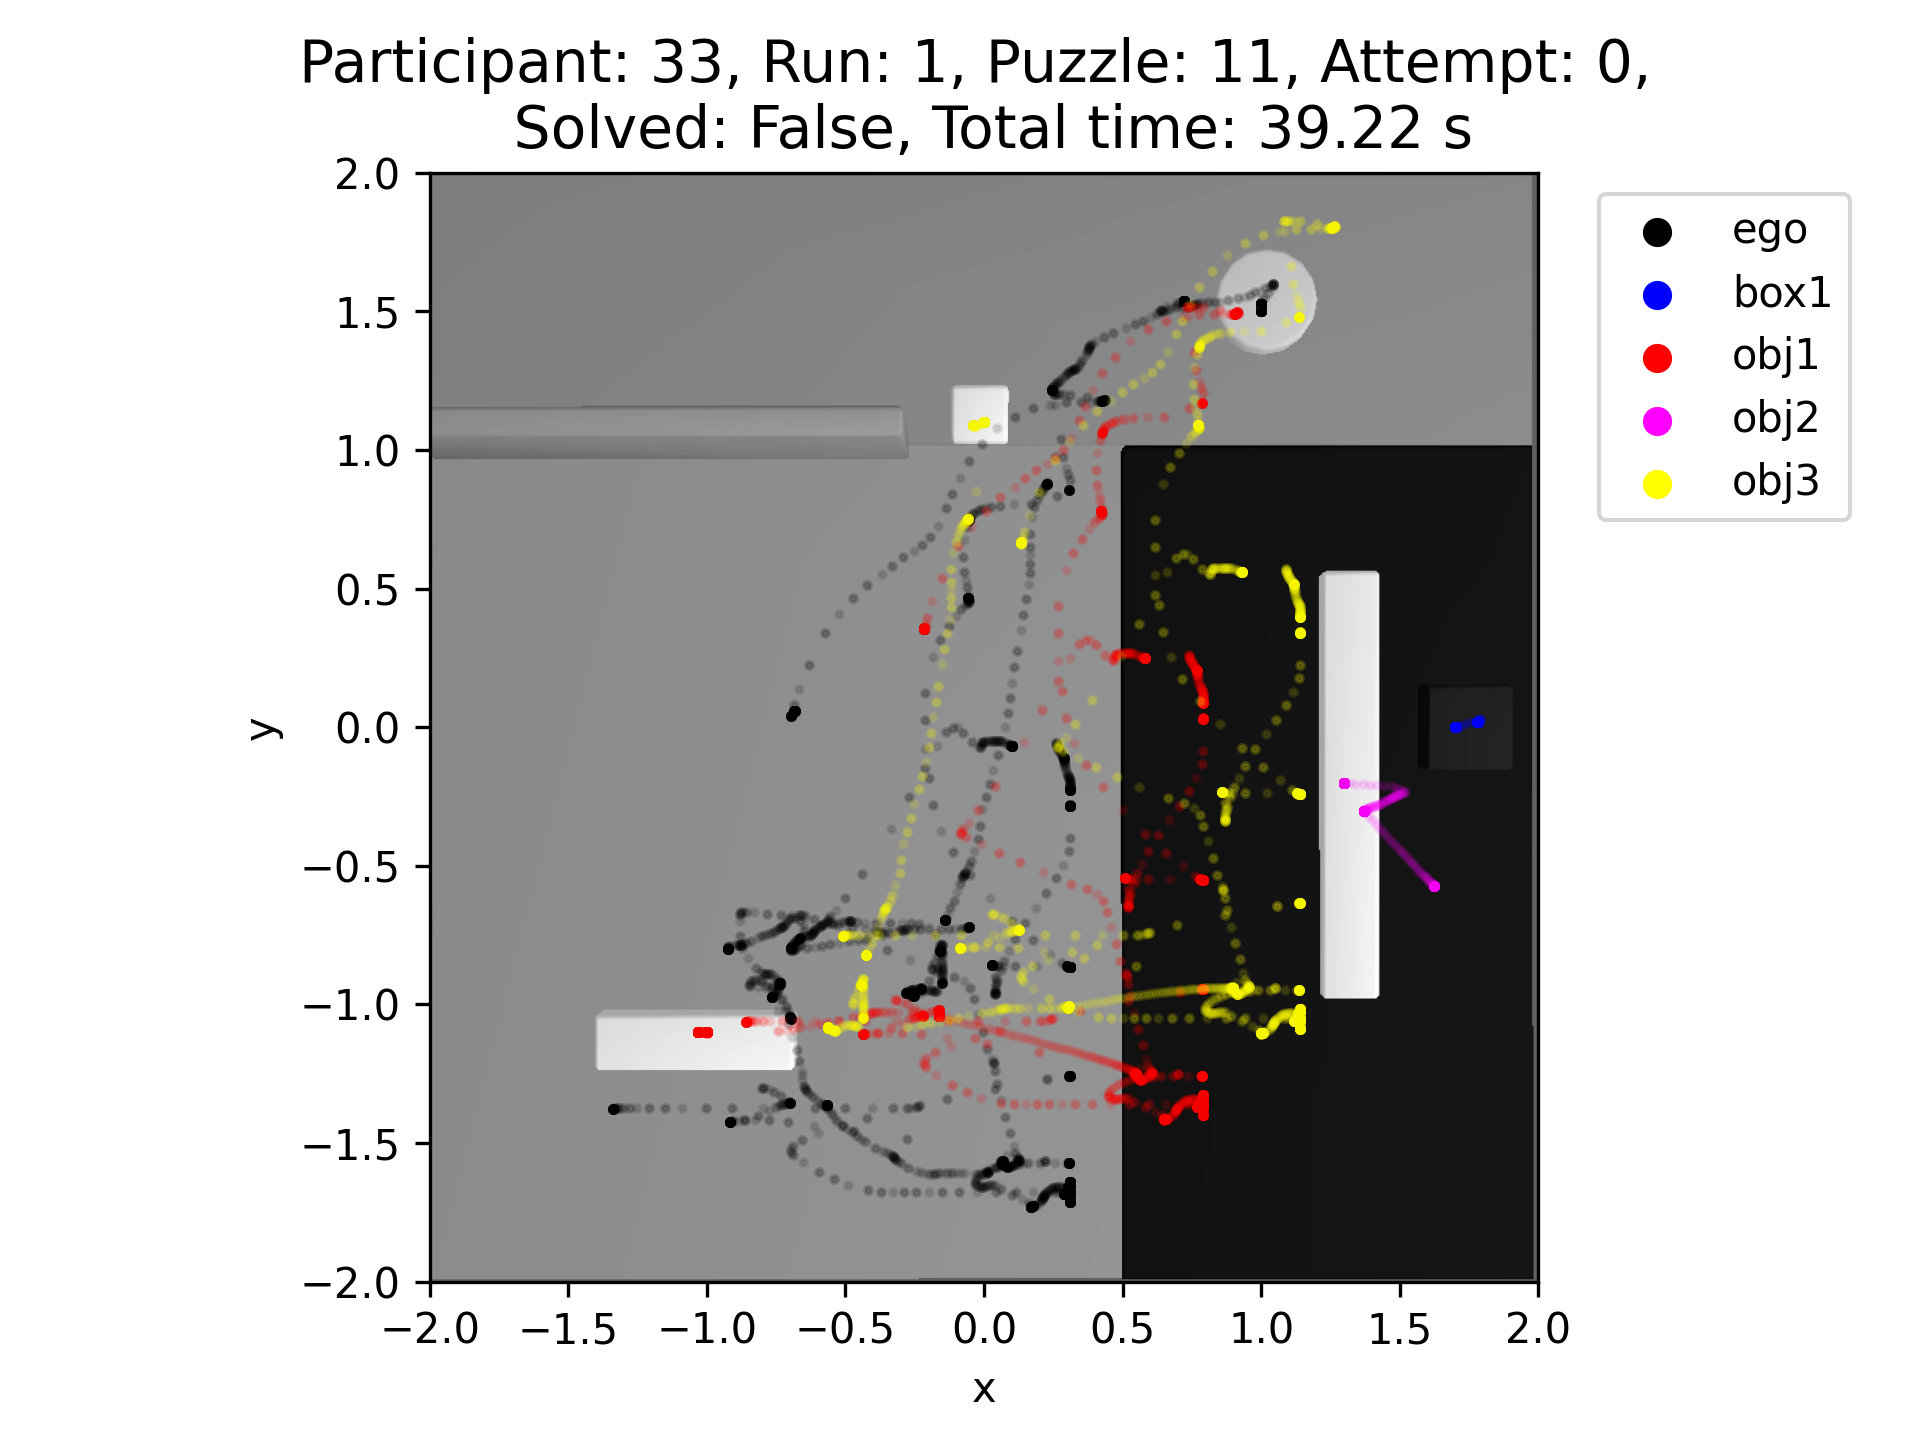 Participant: 33, Run: 1, Puzzle: 11, Attempt: 0,
Solved: False, Total time: 39.22 s
2.0
1.5
1.0
0.5
0.0
−0.5
−1.0
−1.5
−2.0
y
−2.0 −1.5 −1.0 −0.5 0.0 0.5 1.0 1.5 2.0
x
ego
box1
obj1
obj2
obj3